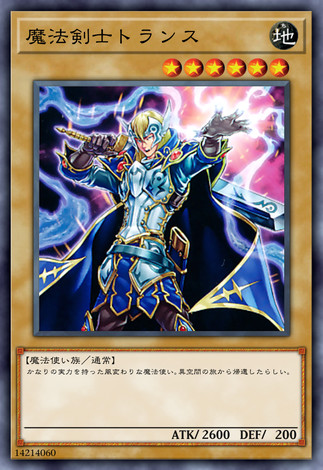 魔法剣士トランス
地
【魔法使い族／通常】
かなりの実力を持った風変わりな魔法使い。異空間の旅から帰還したらしい。
ATK/ 2600 DEF/ 200
14214060